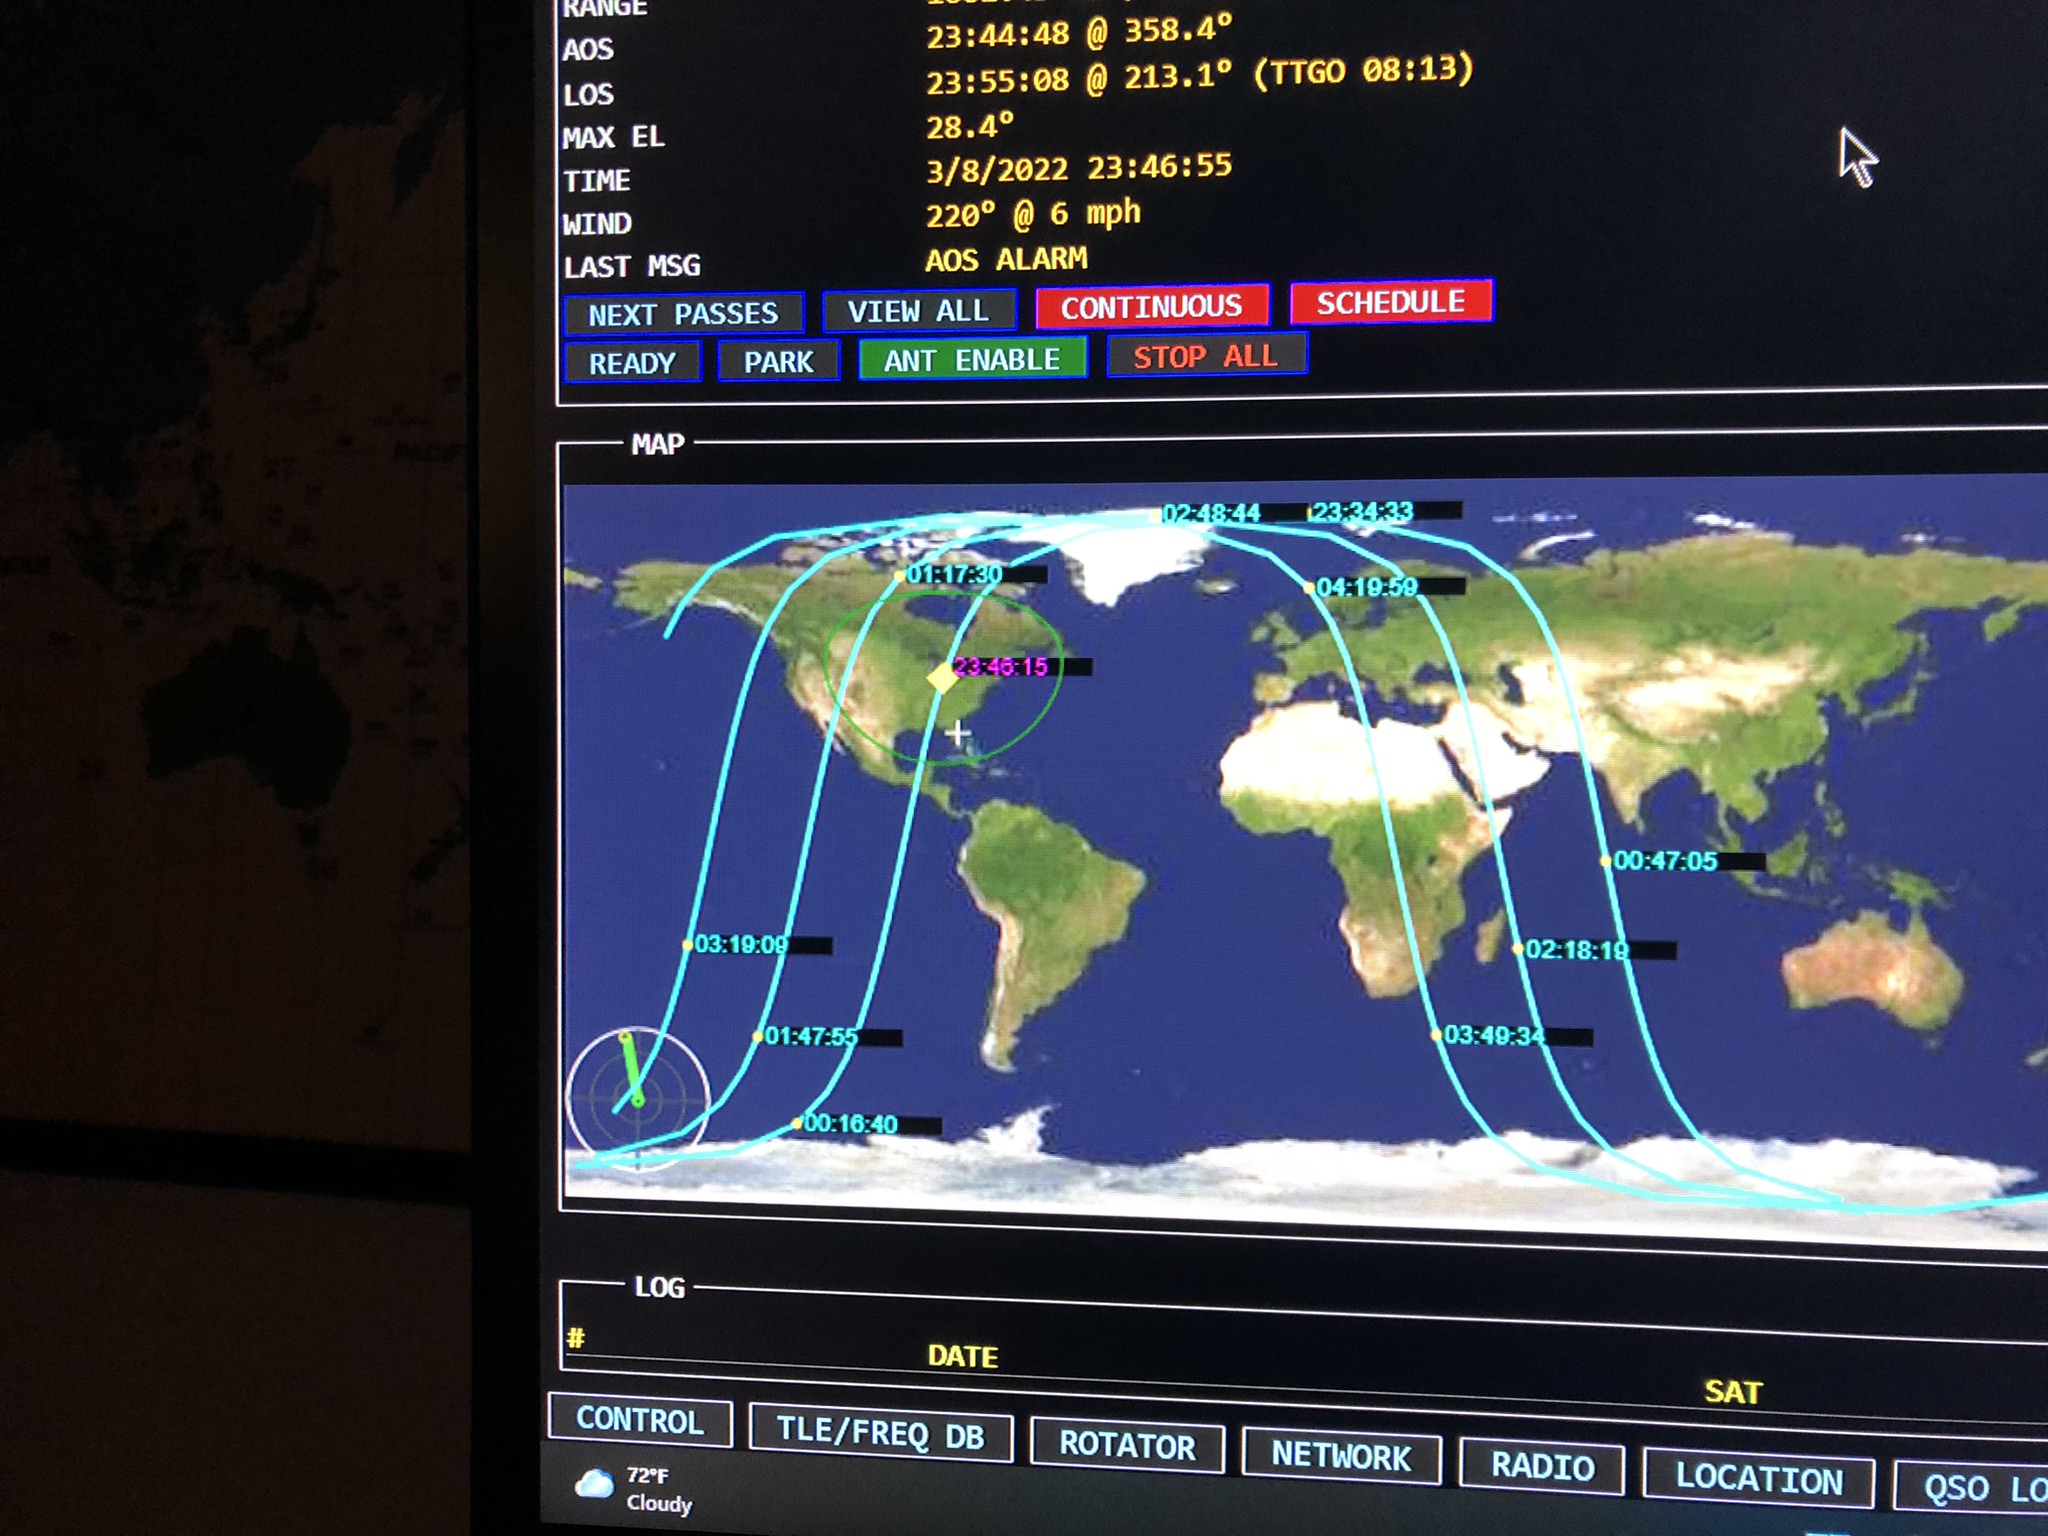 RANGE
AOS 23:44:48 @ 358.4°
LOS 23:55:08 @ 213.1° (TTGO 08:13)
MAX EL 28.4°
TIME 3/8/2022 23:46:55
WIND 220° @ 6 mph
LAST MSG AOS ALARM
NEXT PASSES VIEW ALL CONTINUOUS SCHEDULE
READY PARK ANT ENABLE STOP ALL
MAP
02:48:44 23:34:33
01:17:30 04:19:59
23:46:15
00:47:05
03:19:09 02:18:19
01:47:55 03:49:34
00:16:40
LOG
# DATE SAT
CONTROL TLE/FREQ DB ROTATOR NETWORK RADIO LOCATION QSO LO
72°F
Cloudy